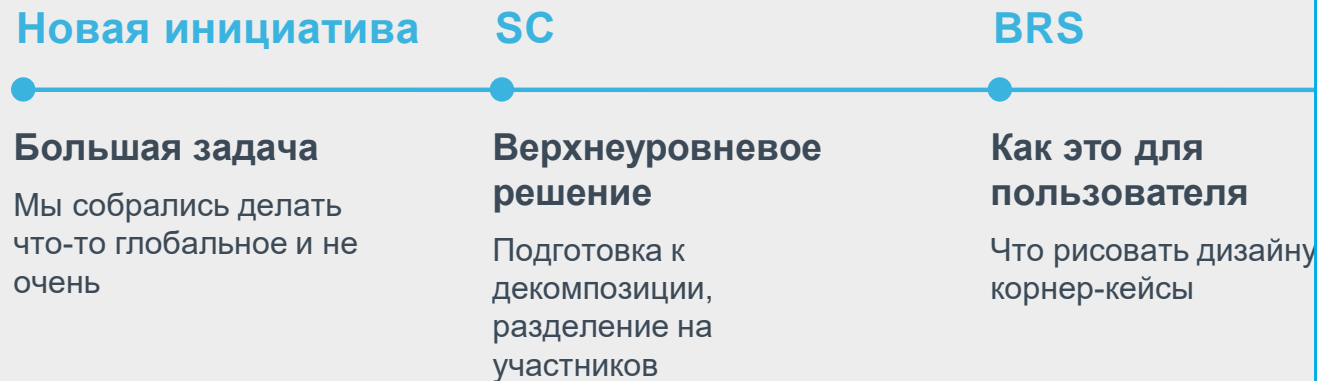 Новая инициатива
SC
BRS
Большая задача
Мы собрались делать
что-то глобальное и не
очень
Верхнеуровневое
решение
Подготовка к
декомпозиции,
разделение на
участников
Как это для
пользователя
Что рисовать дизайну
корнер-кейсы